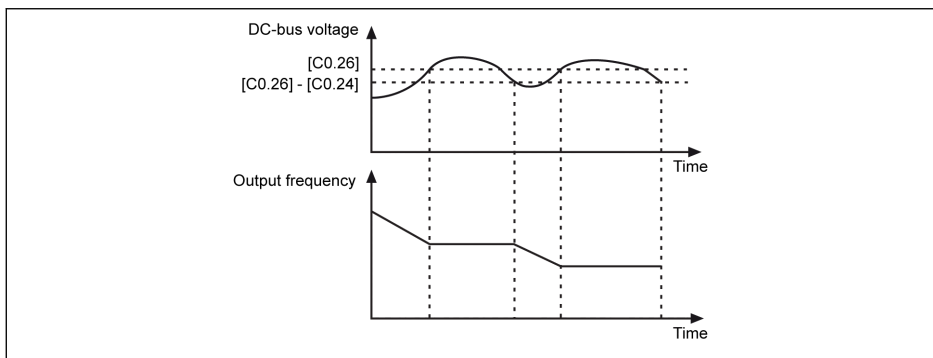 DC-bus voltage
[C0.26]
[C0.26] - [C0.24]
Time
Output frequency
Time